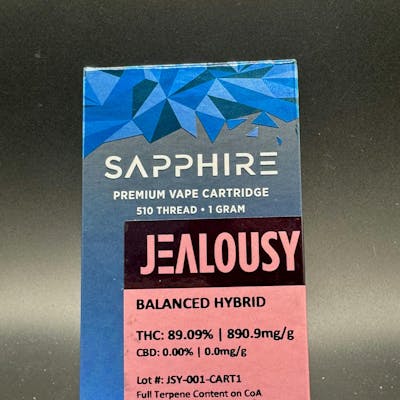 SAPPHIRE
PREMIUM VAPE CARTRIDGE
510 THREAD • 1 GRAM
JEALOUSY
BALANCED HYBRID
THC: 89.09% | 890.9mg/g
CBD: 0.00% | 0.0mg/g
Lot #: JSY-001-CART1
Full Terpene Content on CoA